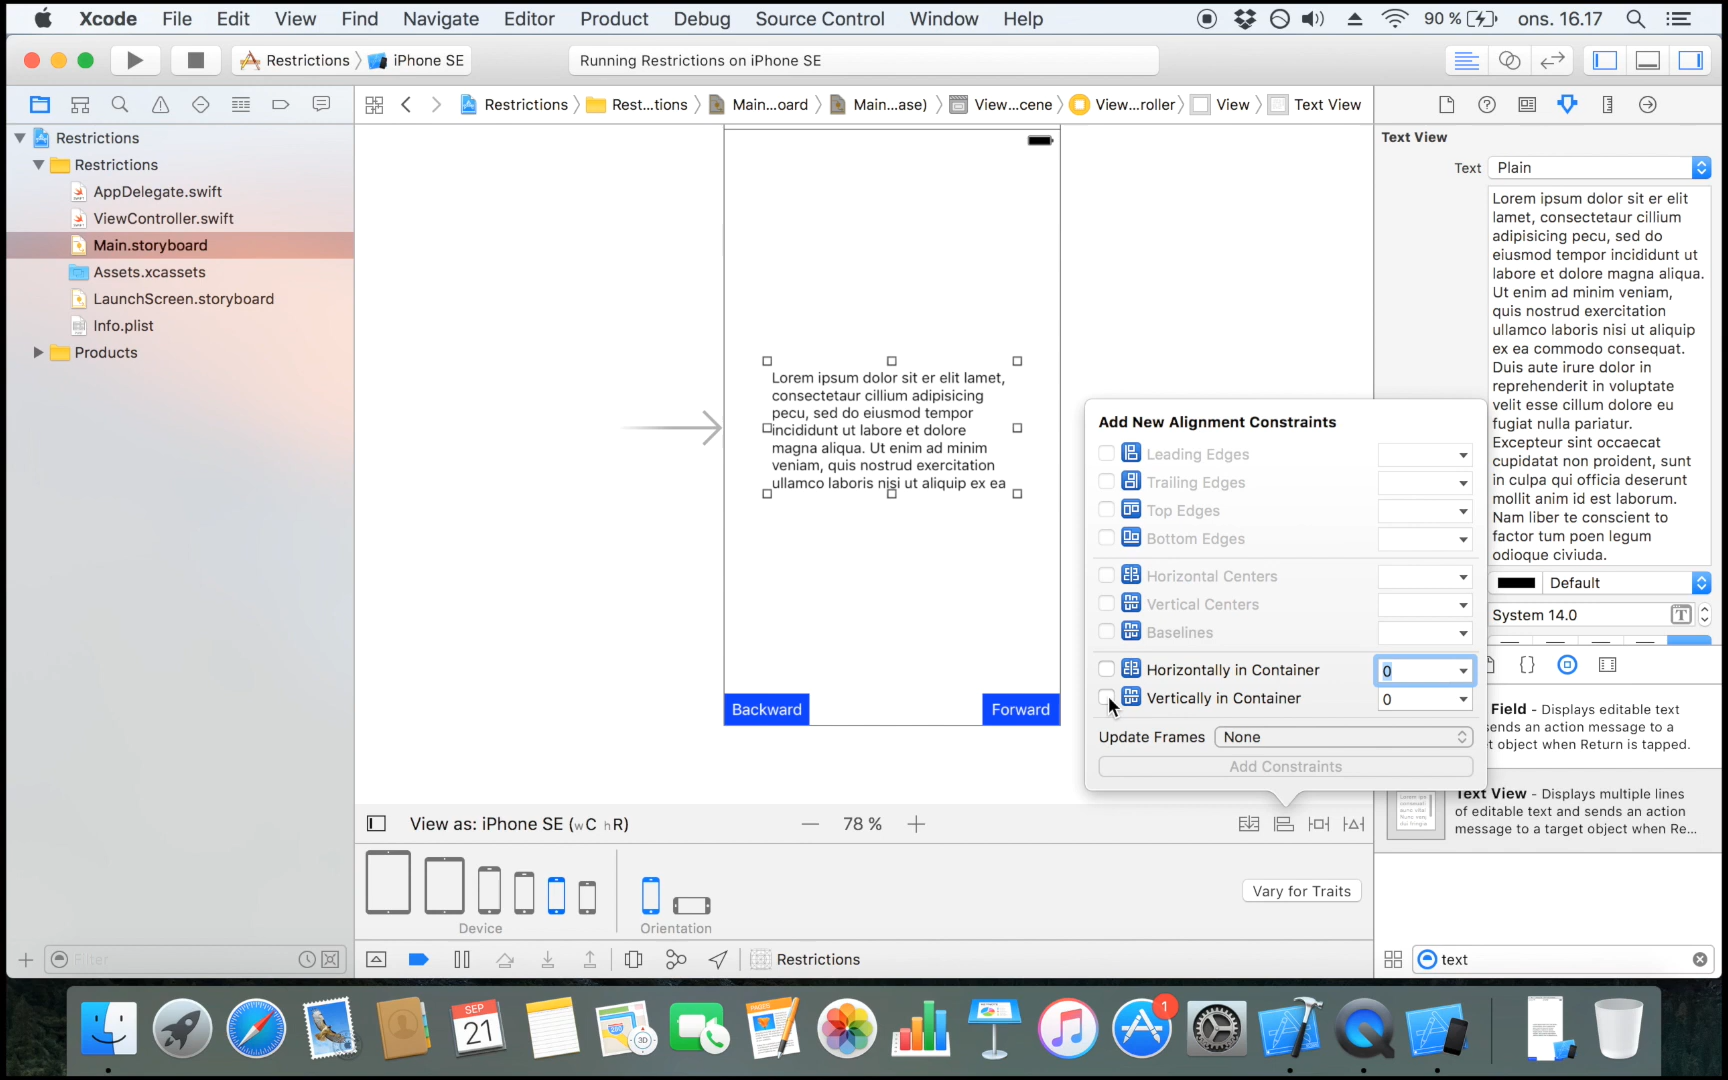 Xcode File Edit View Find Navigate Editor Product Debug Source Control Window Help 90 % ons. 16.17
Restrictions iPhone SE Running Restrictions on iPhone SE
Restrictions Rest...tions Main...oard Main...ase) View...cene View...roller View Text View
Restrictions
Restrictions
AppDelegate.swift
ViewController.swift
Main.storyboard
Assets.xcassets
LaunchScreen.storyboard
Info.plist
Products
Filter
Lorem ipsum dolor sit er elit lamet,
consectetaur cillium adipisicing
pecu, sed do eiusmod tempor
incididunt ut labore et dolore
magna aliqua. Ut enim ad minim
veniam, quis nostrud exercitation
ullamco laboris nisi ut aliquip ex ea
Backward Forward
Add New Alignment Constraints
Leading Edges
Trailing Edges
Top Edges
Bottom Edges
Horizontal Centers
Vertical Centers
Baselines
Horizontally in Container 0
Vertically in Container 0
Update Frames None
Add Constraints
View as: iPhone SE (wC hR) 78 %
Device Orientation
Vary for Traits
Restrictions
Text View
Text Plain
Lorem ipsum dolor sit er elit
lamet, consectetaur cillium
adipisicing pecu, sed do
eiusmod tempor incididunt ut
labore et dolore magna aliqua.
Ut enim ad minim veniam,
quis nostrud exercitation
ullamco laboris nisi ut aliquip
ex ea commodo consequat.
Duis aute irure dolor in
reprehenderit in voluptate
velit esse cillum dolore eu
fugiat nulla pariatur.
Excepteur sint occaecat
cupidatat non proident, sunt
in culpa qui officia deserunt
mollit anim id est laborum.
Nam liber te conscient to
factor tum poen legum
odioque civiuda.
Default
System 14.0
{}
Field - Displays editable text
sends an action message to a
t object when Return is tapped.
Text View - Displays multiple lines
of editable text and sends an action
message to a target object when Re...
text
SEP
21
3D
PAGES
1